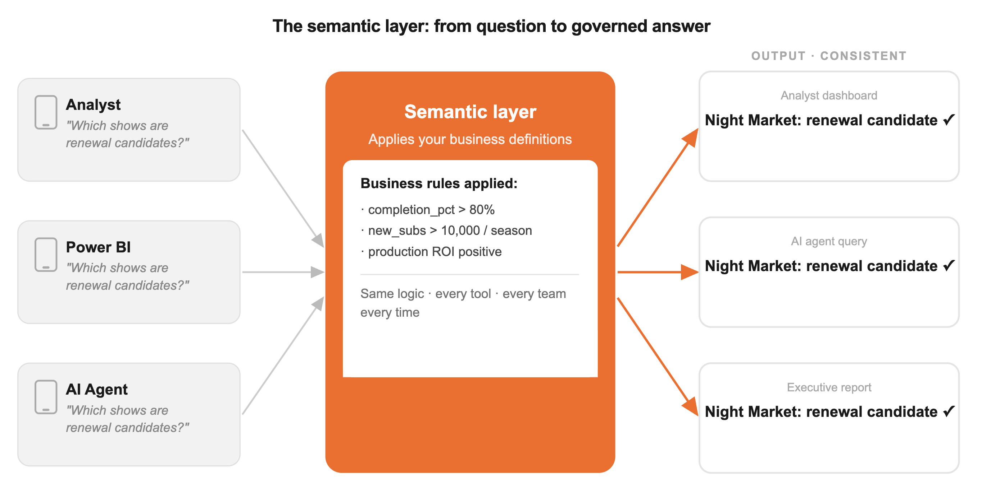 The semantic layer: from question to governed answer
Analyst
"Which shows are
renewal candidates?"
Power BI
"Which shows are
renewal candidates?"
AI Agent
"Which shows are
renewal candidates?"
Semantic layer
Applies your business definitions
Business rules applied:
· completion_pct > 80%
· new_subs > 10,000 / season
· production ROI positive
Same logic · every tool · every team
every time
OUTPUT · CONSISTENT
Analyst dashboard
Night Market: renewal candidate ✓
AI agent query
Night Market: renewal candidate ✓
Executive report
Night Market: renewal candidate ✓